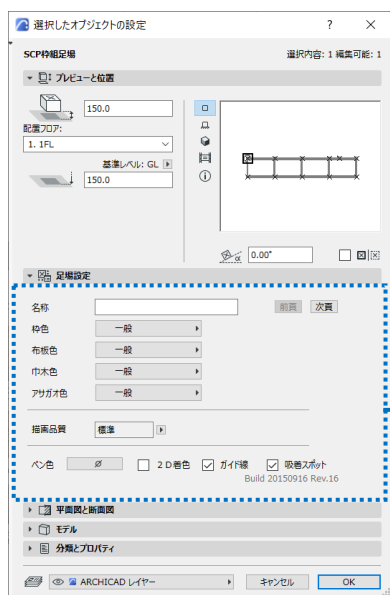 選択したオブジェクトの設定 ? ×
SCP枠組足場 選択内容: 1 編集可能: 1
プレビューと位置
150.0
配置フロア:
1. 1FL
基準レベル: GL
150.0
α 0.00°
足場設定
名称 前頁 次頁
枠色 一般
布板色 一般
巾木色 一般
アサガオ色 一般
描画品質 標準
ペン色 ø 2D着色 ガイド線 吸着スポット
Build 20150916 Rev.16
平面図と断面図
モデル
分類とプロパティ
ARCHICAD レイヤー キャンセル OK